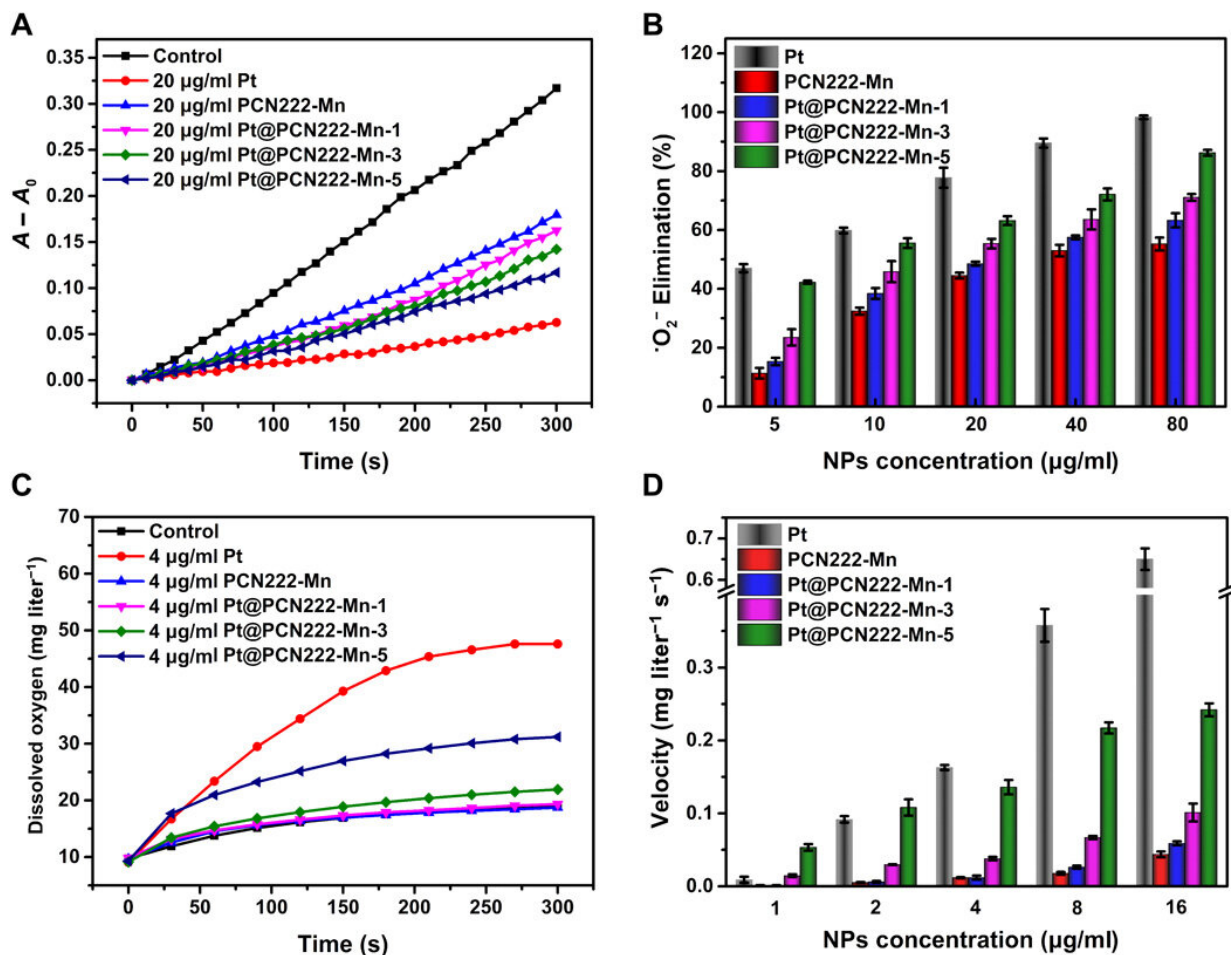 A
A − A0
0.35
0.30
0.25
0.20
0.15
0.10
0.05
0.00
Control
20 μg/ml Pt
20 μg/ml PCN222-Mn
20 μg/ml Pt@PCN222-Mn-1
20 μg/ml Pt@PCN222-Mn-3
20 μg/ml Pt@PCN222-Mn-5
0 50 100 150 200 250 300
Time (s)
B
·O2− Elimination (%)
120
100
80
60
40
20
0
Pt
PCN222-Mn
Pt@PCN222-Mn-1
Pt@PCN222-Mn-3
Pt@PCN222-Mn-5
5 10 20 40 80
NPs concentration (μg/ml)
C
Dissolved oxygen (mg liter−1)
70
60
50
40
30
20
10
Control
4 μg/ml Pt
4 μg/ml PCN222-Mn
4 μg/ml Pt@PCN222-Mn-1
4 μg/ml Pt@PCN222-Mn-3
4 μg/ml Pt@PCN222-Mn-5
0 50 100 150 200 250 300
Time (s)
D
Velocity (mg liter−1 s−1)
0.7
0.6
0.3
0.2
0.1
0.0
Pt
PCN222-Mn
Pt@PCN222-Mn-1
Pt@PCN222-Mn-3
Pt@PCN222-Mn-5
1 2 4 8 16
NPs concentration (μg/ml)